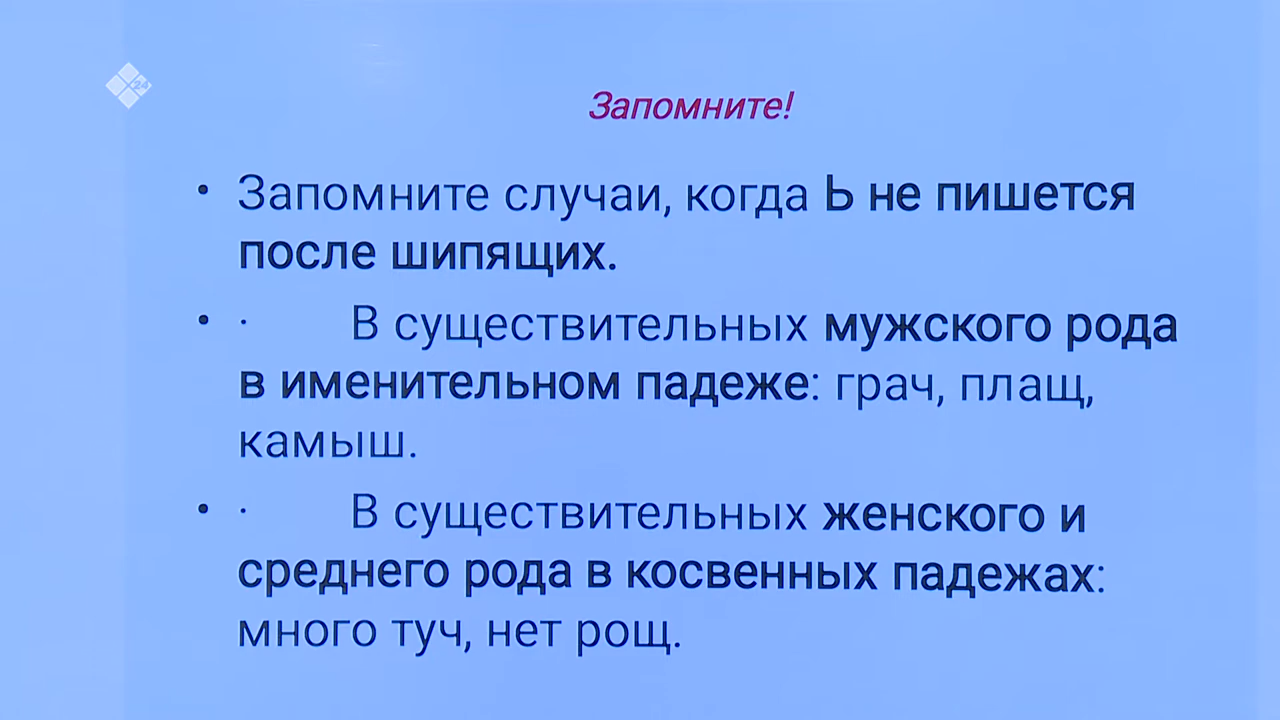 24
Запомните!
• Запомните случаи, когда Ь не пишется
после шипящих.
• · В существительных мужского рода
в именительном падеже: грач, плащ,
камыш.
• · В существительных женского и
среднего рода в косвенных падежах:
много туч, нет рощ.